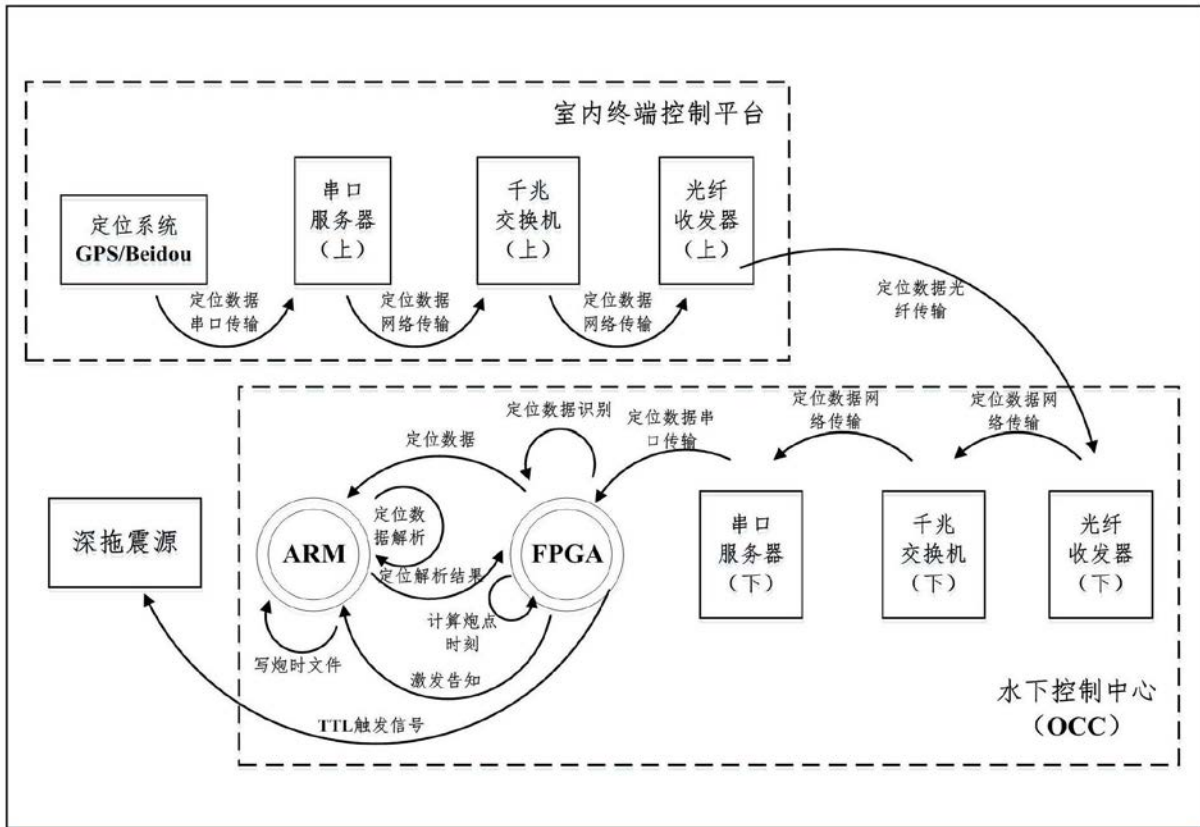 室内终端控制平台
定位系统
GPS/Beidou
串口
服务器
（上）
千兆
交换机
（上）
光纤
收发器
（上）
定位数据
串口传输
定位数据
网络传输
定位数据
网络传输
定位数据光
纤传输
定位数据网
络传输
定位数据网
络传输
定位数据串
口传输
定位数据识别
定位数据
深拖震源
ARM
定位数
据解析
定位解析结果
FPGA
计算炮点
时刻
串口
服务器
（下）
千兆
交换机
（下）
光纤
收发器
（下）
写炮时文件
激发告知
TTL触发信号
水下控制中心
（OCC）